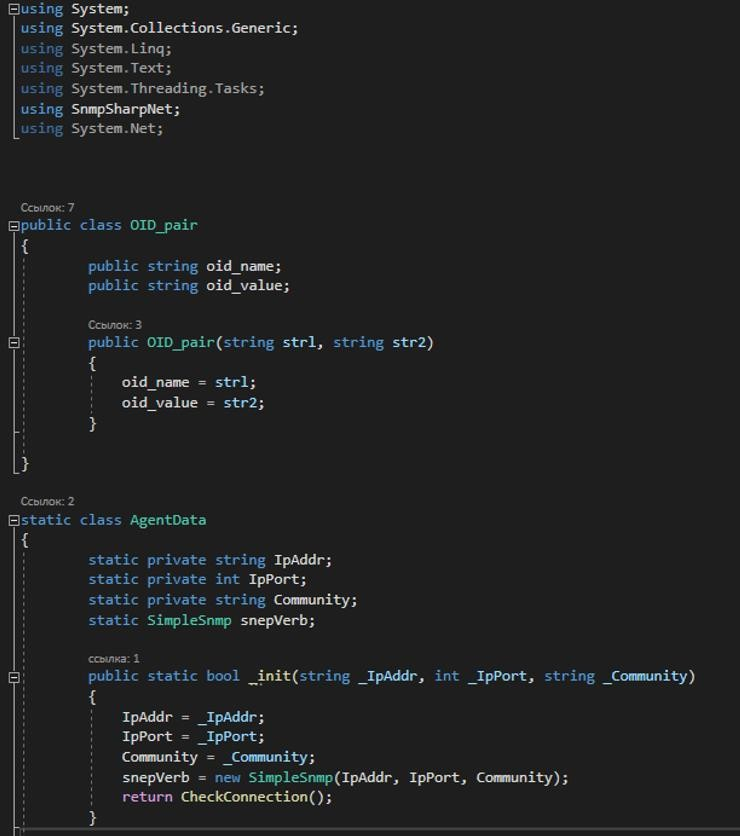 using System;
using System.Collections.Generic;
using System.Linq;
using System.Text;
using System.Threading.Tasks;
using SnmpSharpNet;
using System.Net;
Ссылок: 7
public class OID_pair
{
public string oid_name;
public string oid_value;
Ссылок: 3
public OID_pair(string strl, string str2)
{
oid_name = strl;
oid_value = str2;
}
}
Ссылок: 2
static class AgentData
{
static private string IpAddr;
static private int IpPort;
static private string Community;
static SimpleSnmp snepVerb;
ссылка: 1
public static bool _init(string _IpAddr, int _IpPort, string _Community)
{
IpAddr = _IpAddr;
IpPort = _IpPort;
Community = _Community;
snepVerb = new SimpleSnmp(IpAddr, IpPort, Community);
return CheckConnection();
}